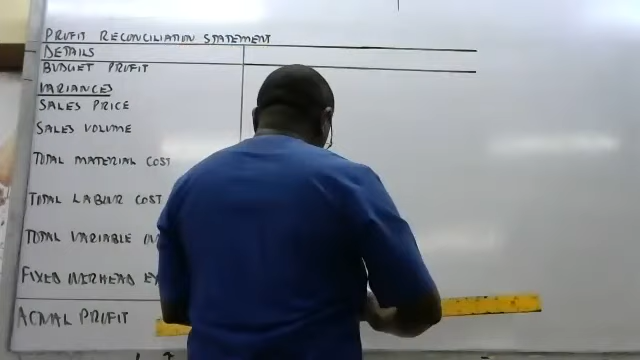 PROFIT RECONCILIATION STATEMENT
DETAILS
BUDGET PROFIT
VARIANCES
SALES PRICE
SALES VOLUME
TOTAL MATERIAL COST
TOTAL LABOUR COST
TOTAL VARIABLE
FIXED OVERHEAD
ACTUAL PROFIT